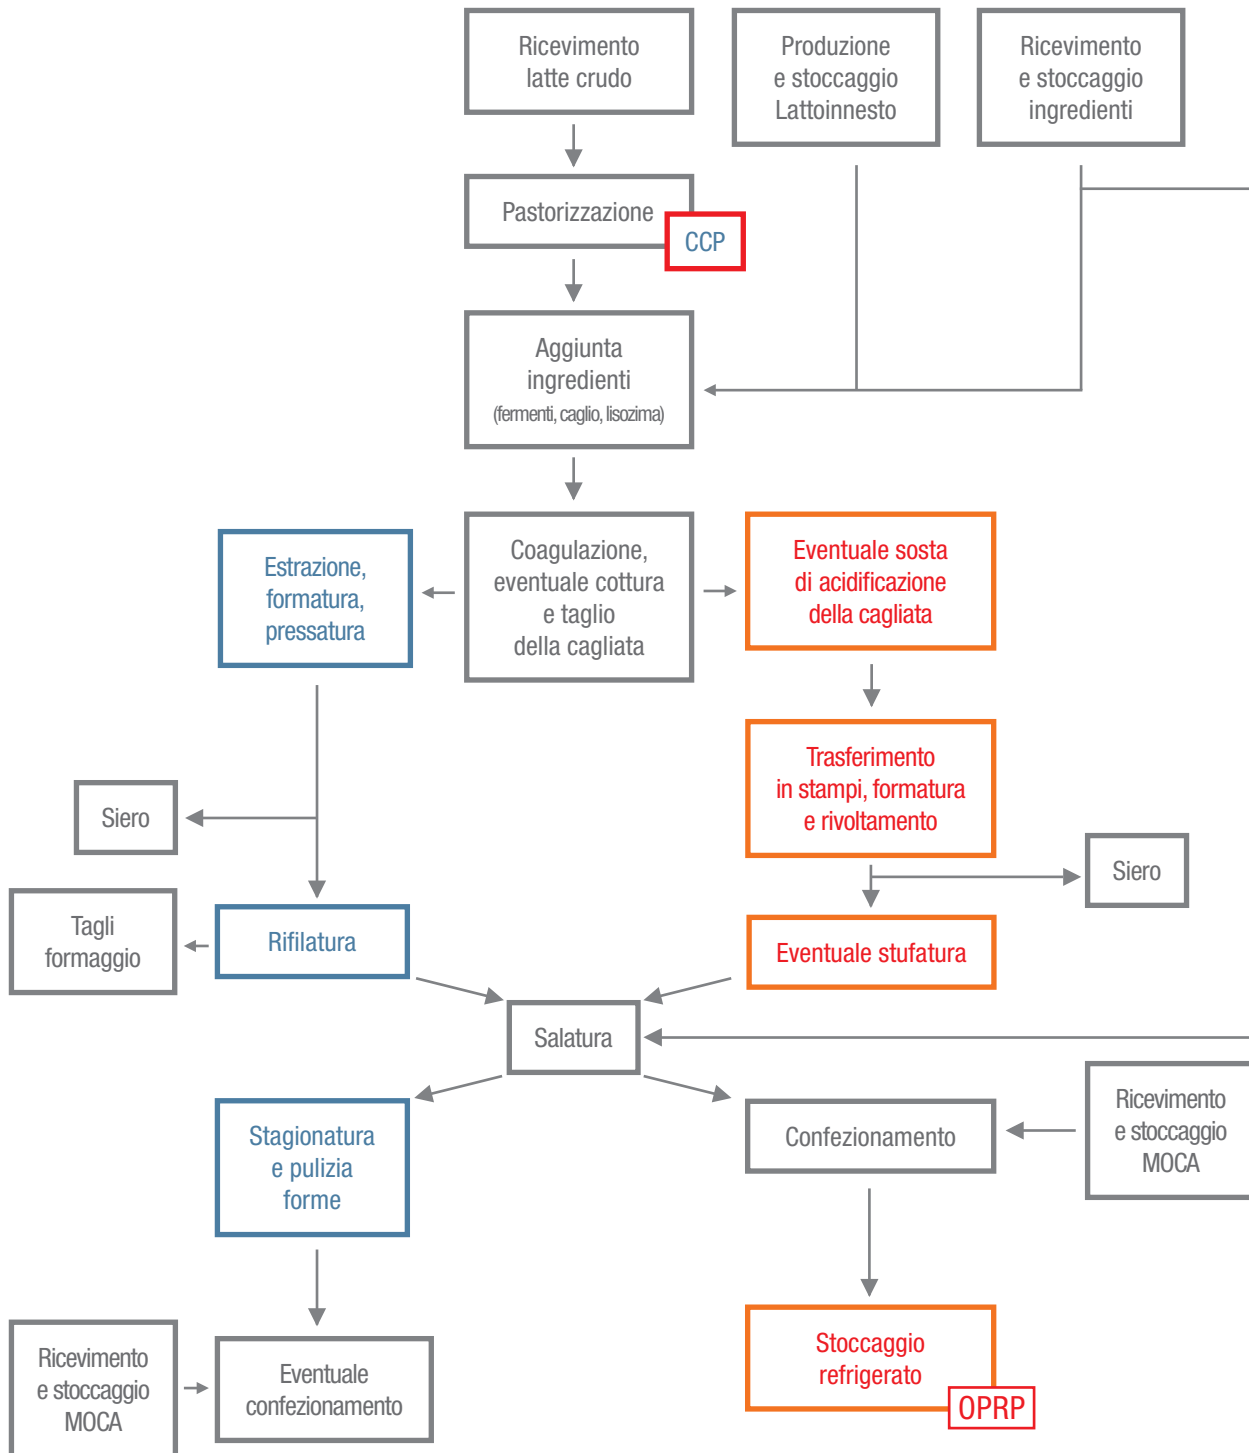 Ricevimento
latte crudo
Produzione
e stoccaggio
Lattoinnesto
Ricevimento
e stoccaggio
ingredienti
Pastorizzazione
CCP
Aggiunta
ingredienti
(fermenti, caglio, lisozima)
Estrazione,
formatura,
pressatura
Coagulazione,
eventuale cottura
e taglio
della cagliata
Eventuale sosta
di acidificazione
della cagliata
Trasferimento
in stampi, formatura
e rivoltamento
Siero
Siero
Tagli
formaggio
Rifilatura
Eventuale stufatura
Salatura
Stagionatura
e pulizia
forme
Confezionamento
Ricevimento
e stoccaggio
MOCA
Ricevimento
e stoccaggio
MOCA
Eventuale
confezionamento
Stoccaggio
refrigerato
OPRP